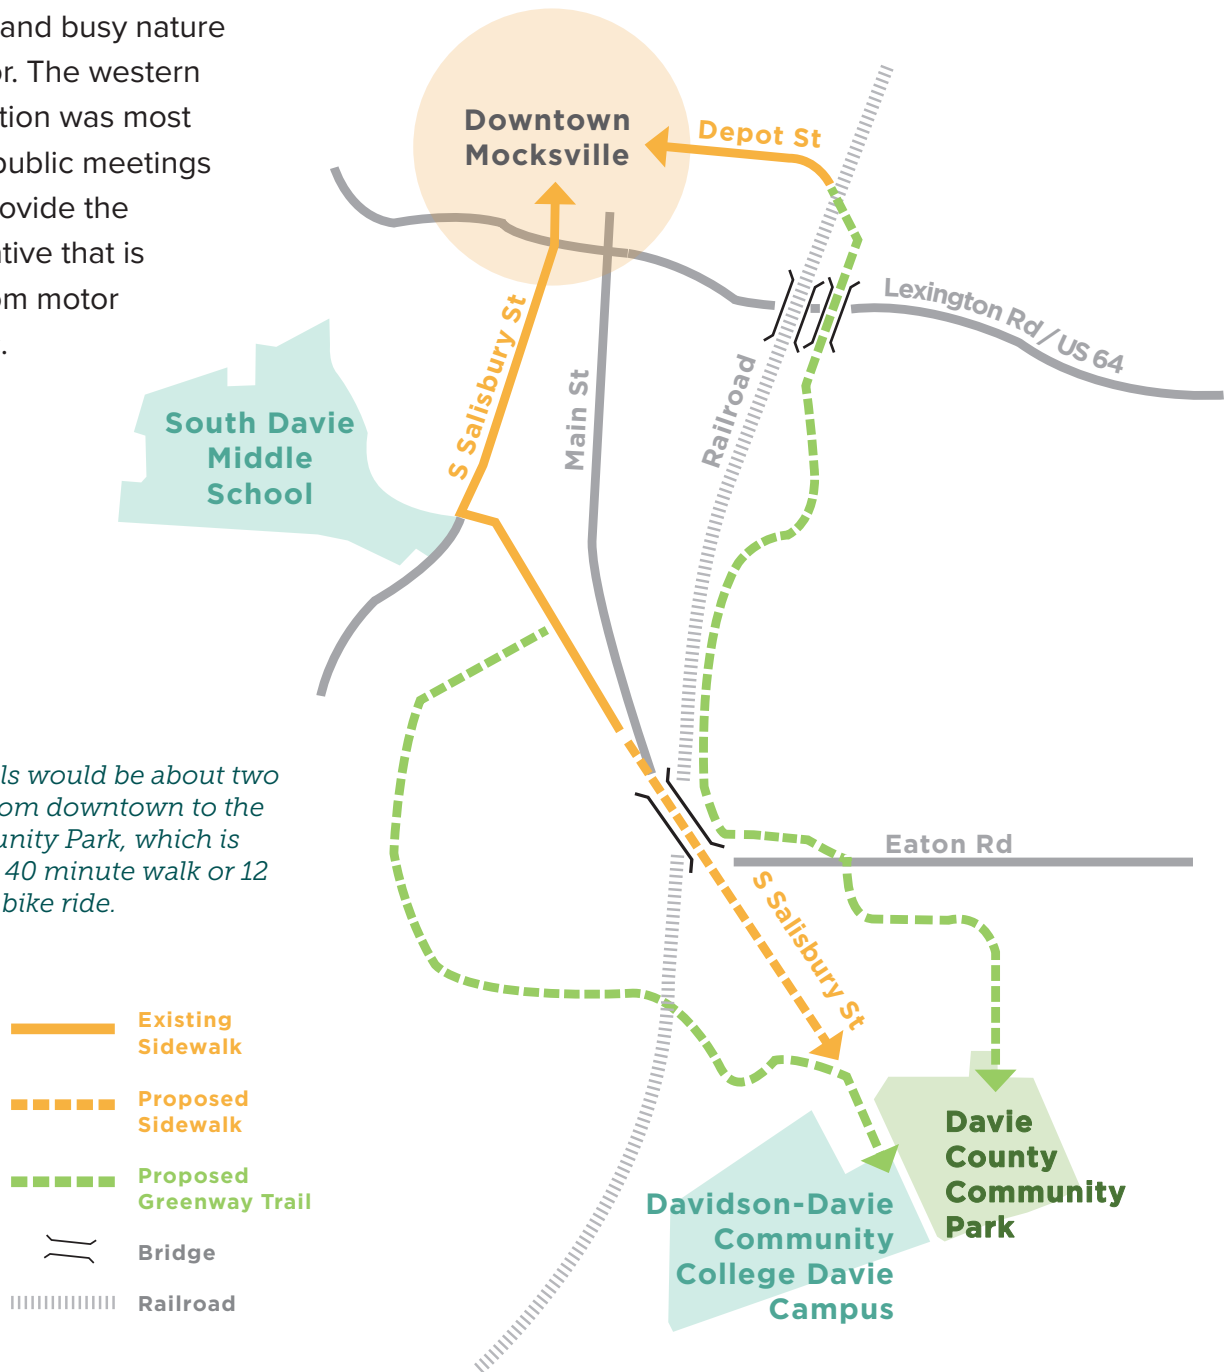 and busy nature
or. The western
tion was most
public meetings
ovide the
tive that is
om motor
.
Downtown
Mocksville
Depot St
Lexington Rd/US 64
S Salisbury St
Main St
Railroad
South Davie
Middle
School
ls would be about two
om downtown to the
unity Park, which is
40 minute walk or 12
bike ride.
Eaton Rd
S Salisbury St
Existing
Sidewalk
Proposed
Sidewalk
Proposed
Greenway Trail
Bridge
Railroad
Davie
County
Community
Park
Davidson-Davie
Community
College Davie
Campus